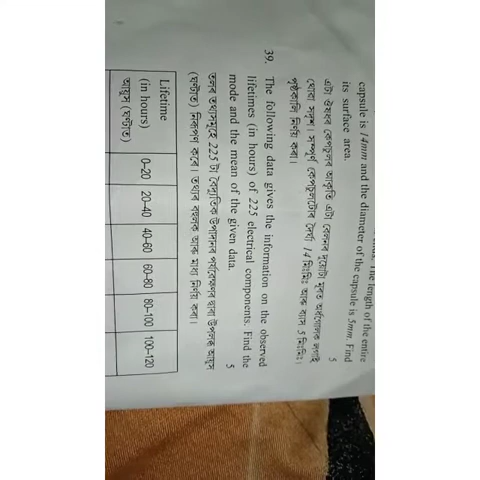 The length of the entire
capsule is 14mm and the diameter of the capsule is 5mm. Find
its surface area. 5
এটা ঔষধৰ কেপচুলৰ আকৃতি এটা বেলনৰ দুয়োটা মূৰত অৰ্ধগোলক লগাই
থোৱা সদৃশ। সম্পূৰ্ণ কেপচুলটোৰ দৈৰ্ঘ্য 14 মিঃমিঃ আৰু ব্যাস 5 মিঃমিঃ।
পৃষ্ঠকালি নিৰ্ণয় কৰা।
39. The following data gives the information on the observed
lifetimes (in hours) of 225 electrical components. Find the
mode and the mean of the given data. 5
তলৰ তথ্যসমূহে 225 টা বৈদ্যুতিক উপাদানৰ পৰ্যবেক্ষণৰ দ্বাৰা উপলব্ধ আয়ুস
(ঘণ্টাত) নিৰূপণ কৰে। তথ্যৰ বহুলক আৰু মাধ্য নিৰ্ণয় কৰা।
Lifetime
(in hours) 0–20 20–40 40–60 60–80 80–100 100–120
আয়ুস (ঘণ্টাত)